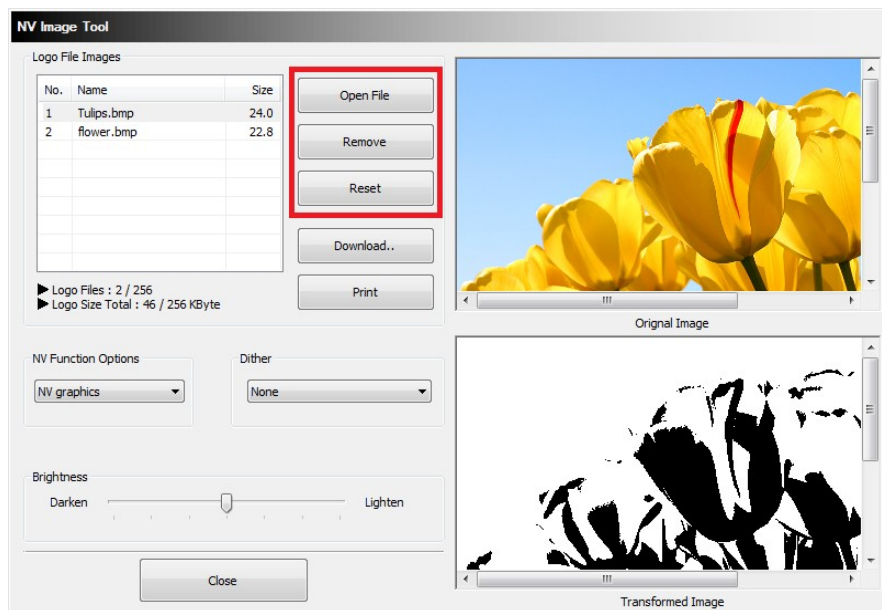 NV Image Tool
Logo File Images
No. Name Size
1 Tulips.bmp 24.0
2 flower.bmp 22.8
Open File
Remove
Reset
Download..
Print
▶ Logo Files : 2 / 256
▶ Logo Size Total : 46 / 256 KByte
Orignal Image
NV Function Options
NV graphics
Dither
None
Brightness
Darken
Lighten
Close
Transformed Image